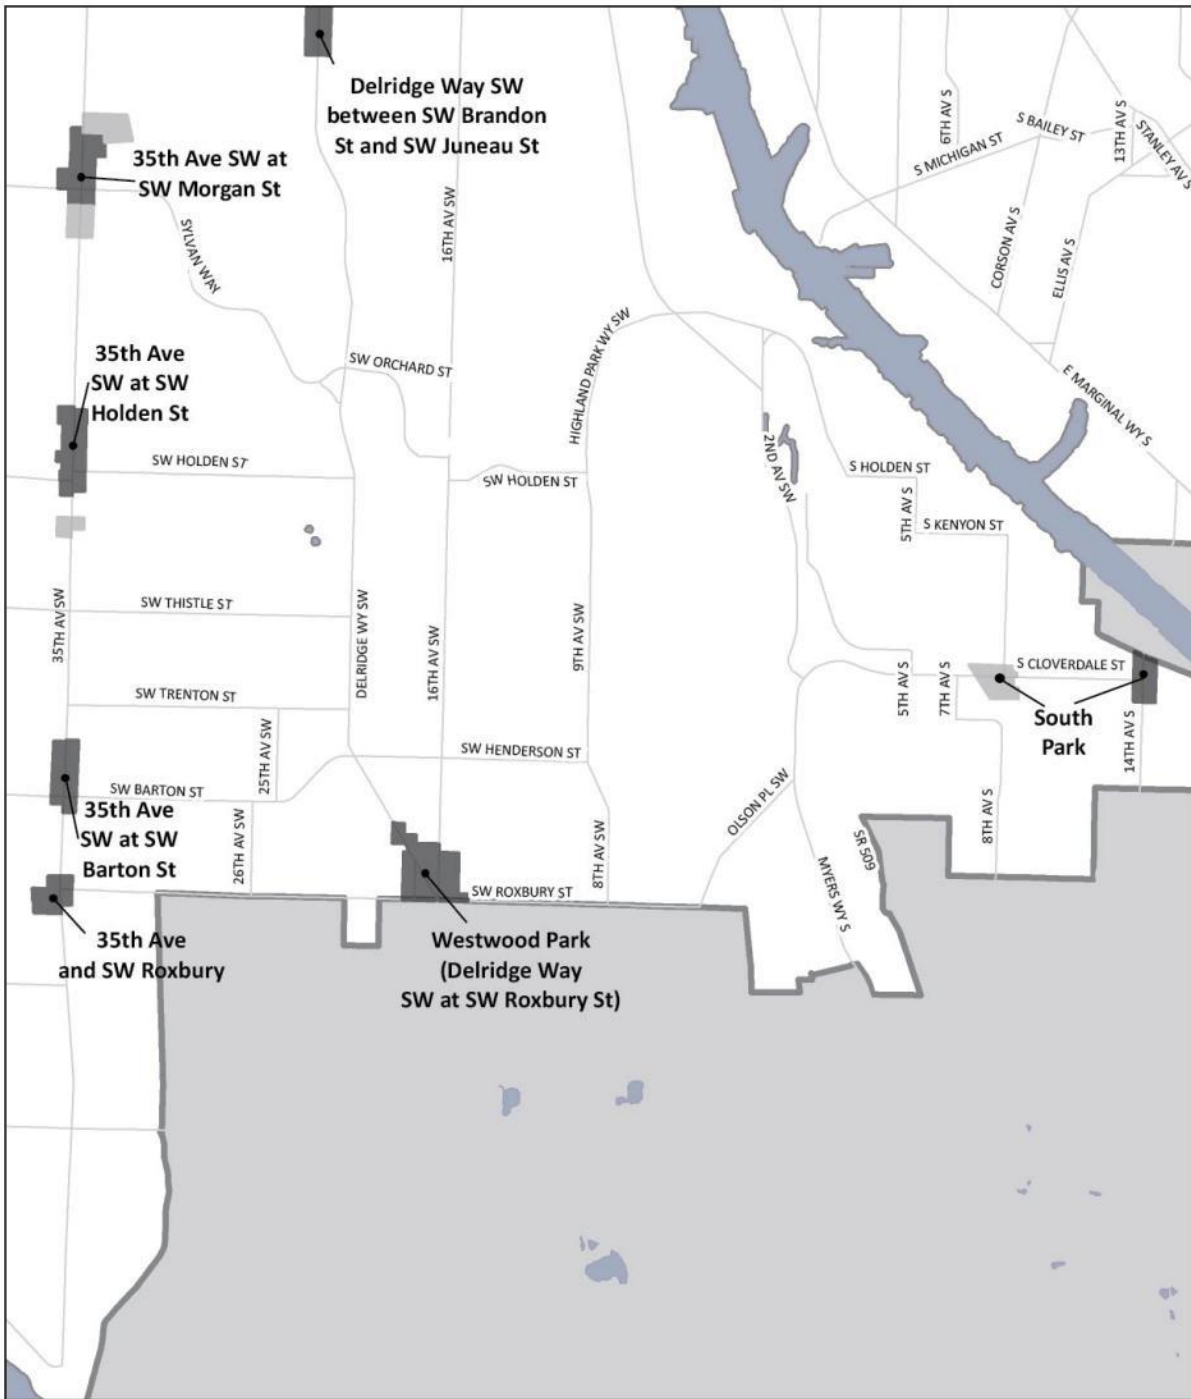 Delridge Way SW
between SW Brandon
St and SW Juneau St
35th Ave SW at
SW Morgan St
6TH AV S
S BAILEY ST
13TH AV S
STANLEY AV S
S MICHIGAN ST
16TH AV SW
SYLVAN WAY
CORSON AV S
ELLIS AV S
35th Ave
SW at SW
Holden St
SW ORCHARD ST
HIGHLAND PARK WY SW
E MARGINAL WY S
SW HOLDEN ST
SW HOLDEN ST
2ND AV SW
S HOLDEN ST
5TH AV S
S KENYON ST
35TH AV SW
SW THISTLE ST
DELRIDGE WY SW
16TH AV SW
9TH AV SW
SW TRENTON ST
5TH AV S
7TH AV S
S CLOVERDALE ST
South
Park
14TH AV S
25TH AV SW
SW HENDERSON ST
SW BARTON ST
35th Ave
SW at SW
Barton St
26TH AV SW
OLSON PL SW
8TH AV S
8TH AV SW
SR 509
MYERS WY S
SW ROXBURY ST
35th Ave
and SW Roxbury
Westwood Park
(Delridge Way
SW at SW Roxbury St)